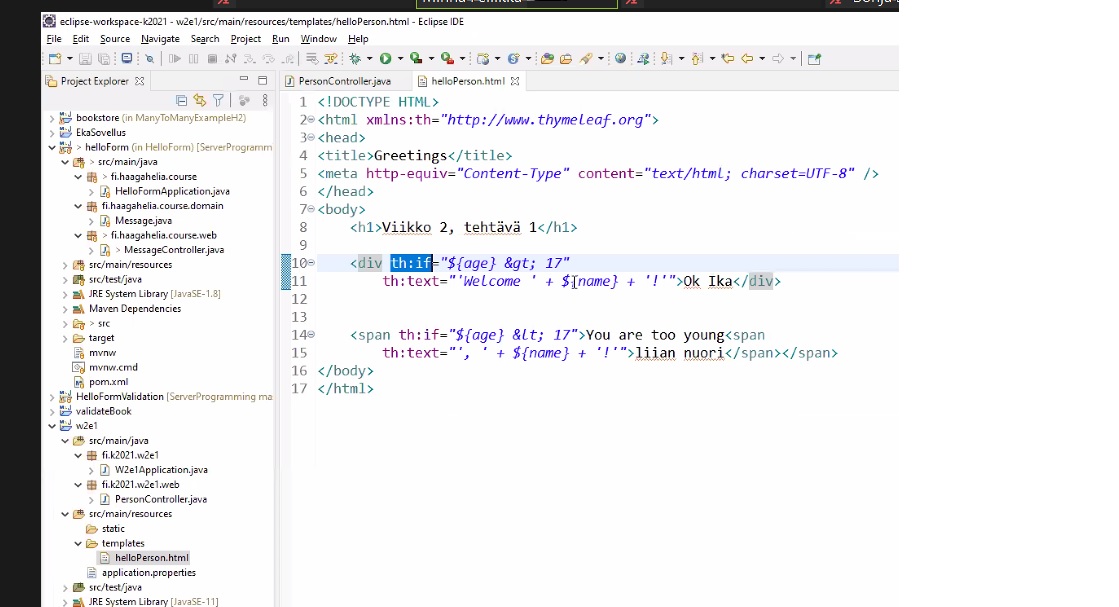 eclipse-workspace-k2021 - w2e1/src/main/resources/templates/helloPerson.html - Eclipse IDE
File Edit Source Navigate Search Project Run Window Help
Project Explorer
PersonController.java helloPerson.html
bookstore (in ManyToManyExampleH2)
EkaSovellus
> helloForm (in HelloForm) [ServerProgramm
> src/main/java
> fi.haagahelia.course
HelloFormApplication.java
fi.haagahelia.course.domain
Message.java
> fi.haagahelia.course.web
> MessageController.java
src/main/resources
src/test/java
JRE System Library [JavaSE-1.8]
Maven Dependencies
> src
target
mvnw
mvnw.cmd
pom.xml
HelloFormValidation [ServerProgramming ma
validateBook
w2e1
src/main/java
fi.k2021.w2e1
W2e1Application.java
fi.k2021.w2e1.web
PersonController.java
src/main/resources
static
templates
helloPerson.html
application.properties
src/test/java
JRE System Library [JavaSE-11]
1 <!DOCTYPE HTML>
2 <html xmlns:th="http://www.thymeleaf.org">
3 <head>
4 <title>Greetings</title>
5 <meta http-equiv="Content-Type" content="text/html; charset=UTF-8" />
6 </head>
7 <body>
8 <h1>Viikko 2, tehtävä 1</h1>
9
10 <div th:if="${age} &gt; 17"
11 th:text="'Welcome ' + ${name} + '!'">Ok Ika</div>
12
13
14 <span th:if="${age} &lt; 17">You are too young<span
15 th:text="', ' + ${name} + '!'">liian nuori</span></span>
16 </body>
17 </html>